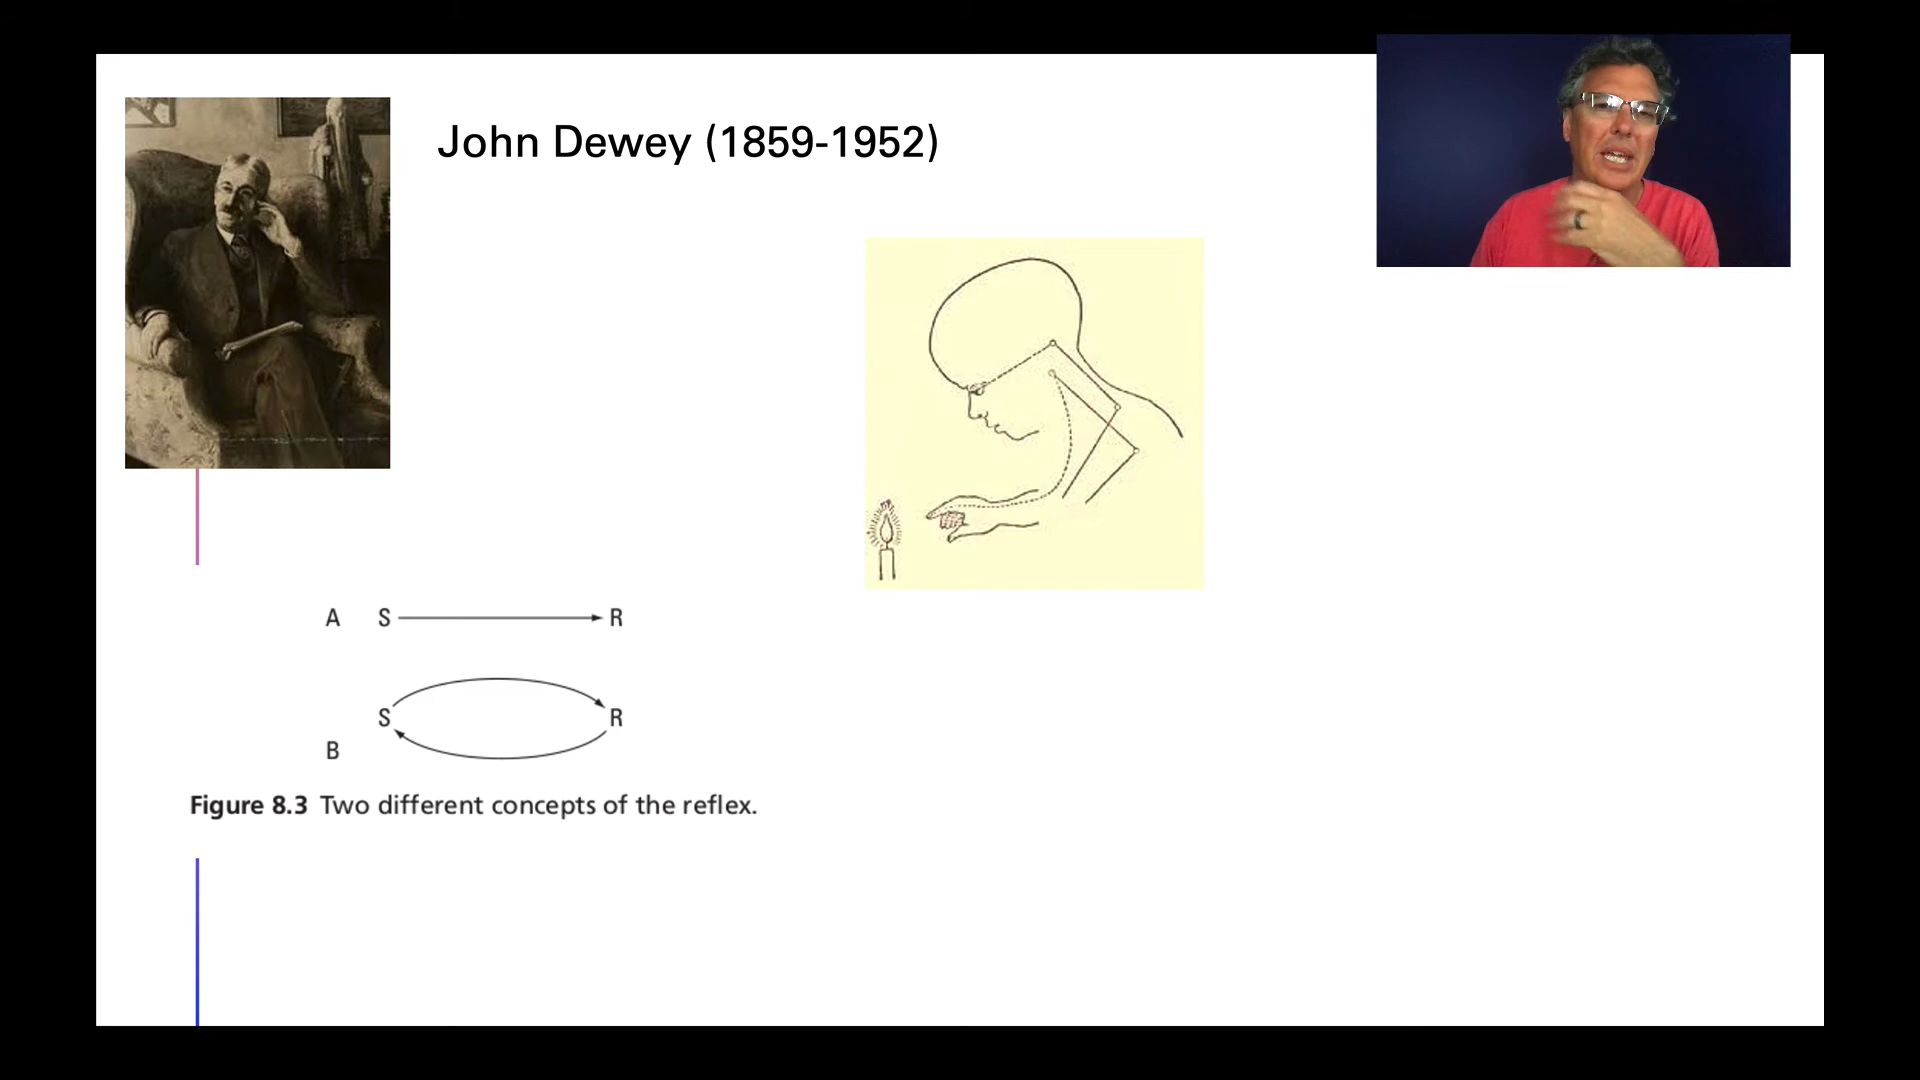 John Dewey (1859-1952)
A S R
S R
B
Figure 8.3 Two different concepts of the reflex.